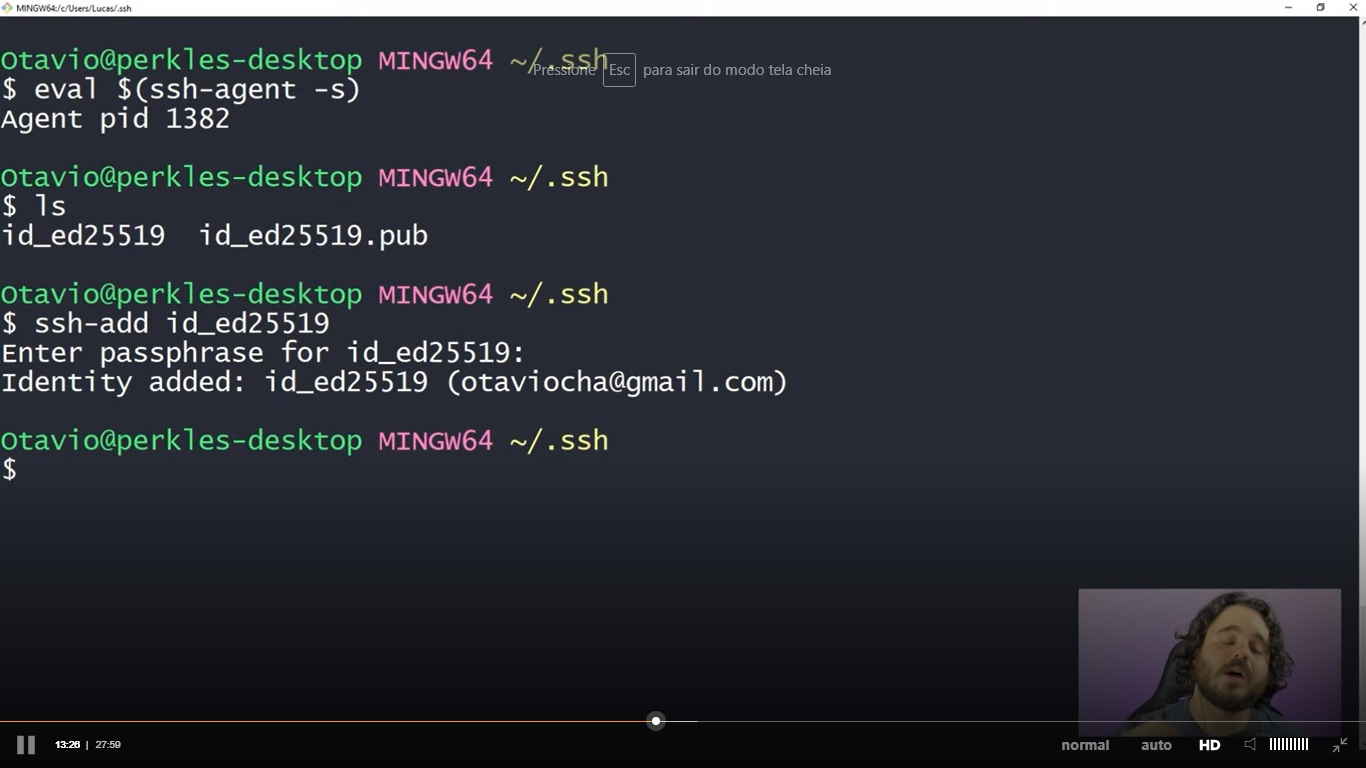 MINGW64:/c/Users/Lucas/.ssh
Otavio@perkles-desktop MINGW64 ~/.ssh
Pressione Esc para sair do modo tela cheia
$ eval $(ssh-agent -s)
Agent pid 1382
Otavio@perkles-desktop MINGW64 ~/.ssh
$ ls
id_ed25519  id_ed25519.pub
Otavio@perkles-desktop MINGW64 ~/.ssh
$ ssh-add id_ed25519
Enter passphrase for id_ed25519:
Identity added: id_ed25519 (otaviocha@gmail.com)
Otavio@perkles-desktop MINGW64 ~/.ssh
$
13:26 | 27:59 normal auto HD